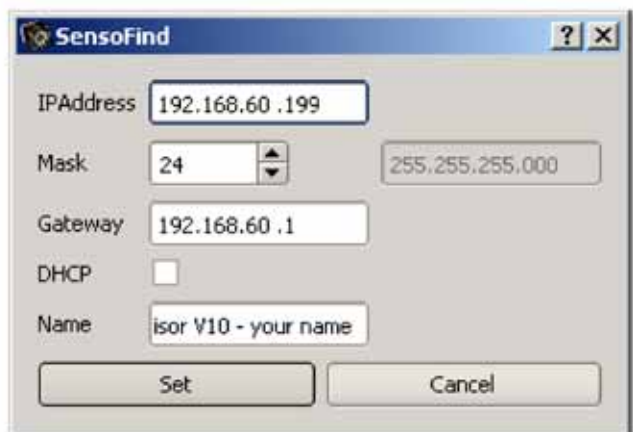 SensoFind
IPAddress 192.168.60 .199
Mask 24 255.255.255.000
Gateway 192.168.60 .1
DHCP
Name isor V10 - your name
Set Cancel